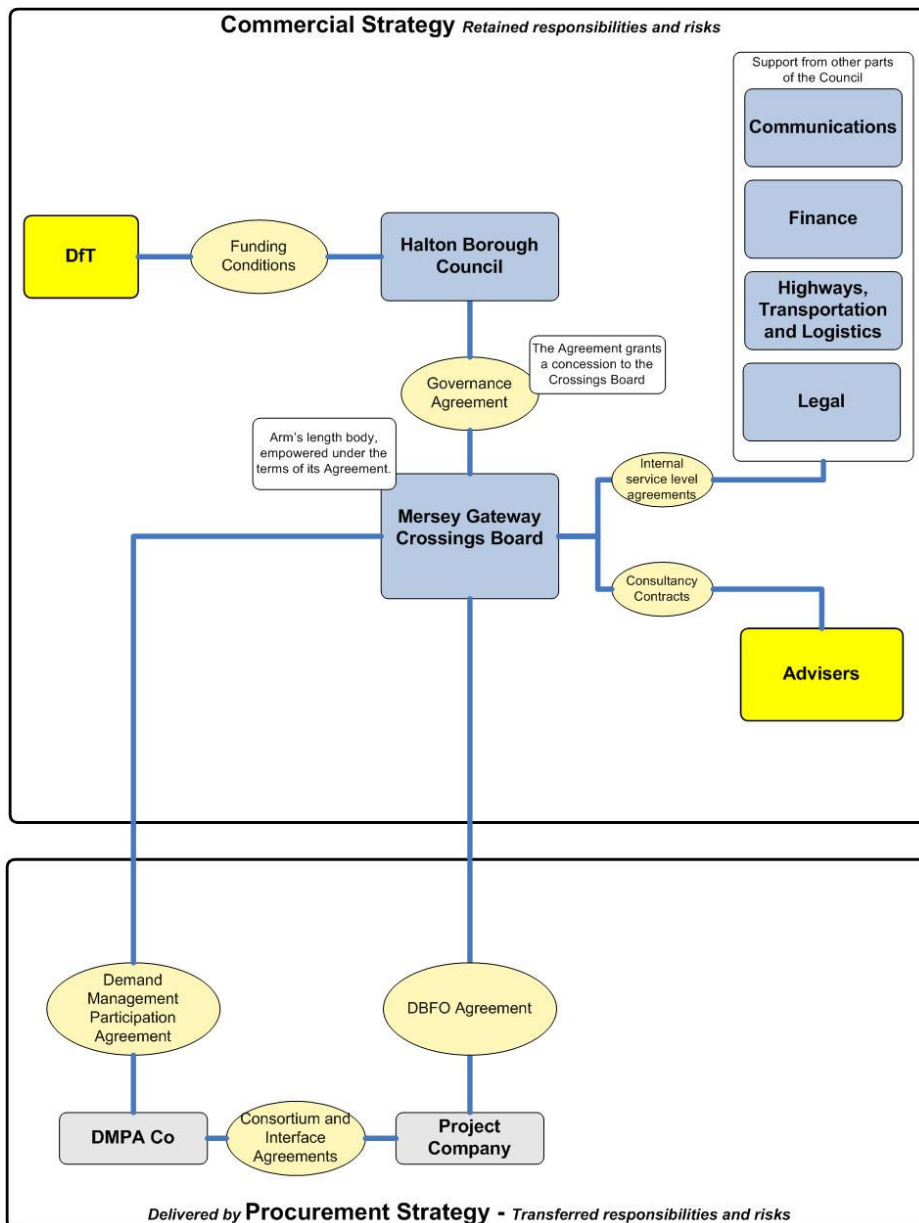 Commercial Strategy Retained responsibilities and risks
Support from other parts
of the Council
Communications
Finance
Highways,
Transportation
and Logistics
Legal
DfT
Funding
Conditions
Halton Borough
Council
The Agreement grants
a concession to the
Crossings Board
Governance
Agreement
Arm's length body,
empowered under the
terms of its Agreement.
Mersey Gateway
Crossings Board
Internal
service level
agreements
Consultancy
Contracts
Advisers
Demand
Management
Participation
Agreement
DBFO Agreement
DMPA Co
Consortium and
Interface
Agreements
Project
Company
Delivered by Procurement Strategy - Transferred responsibilities and risks